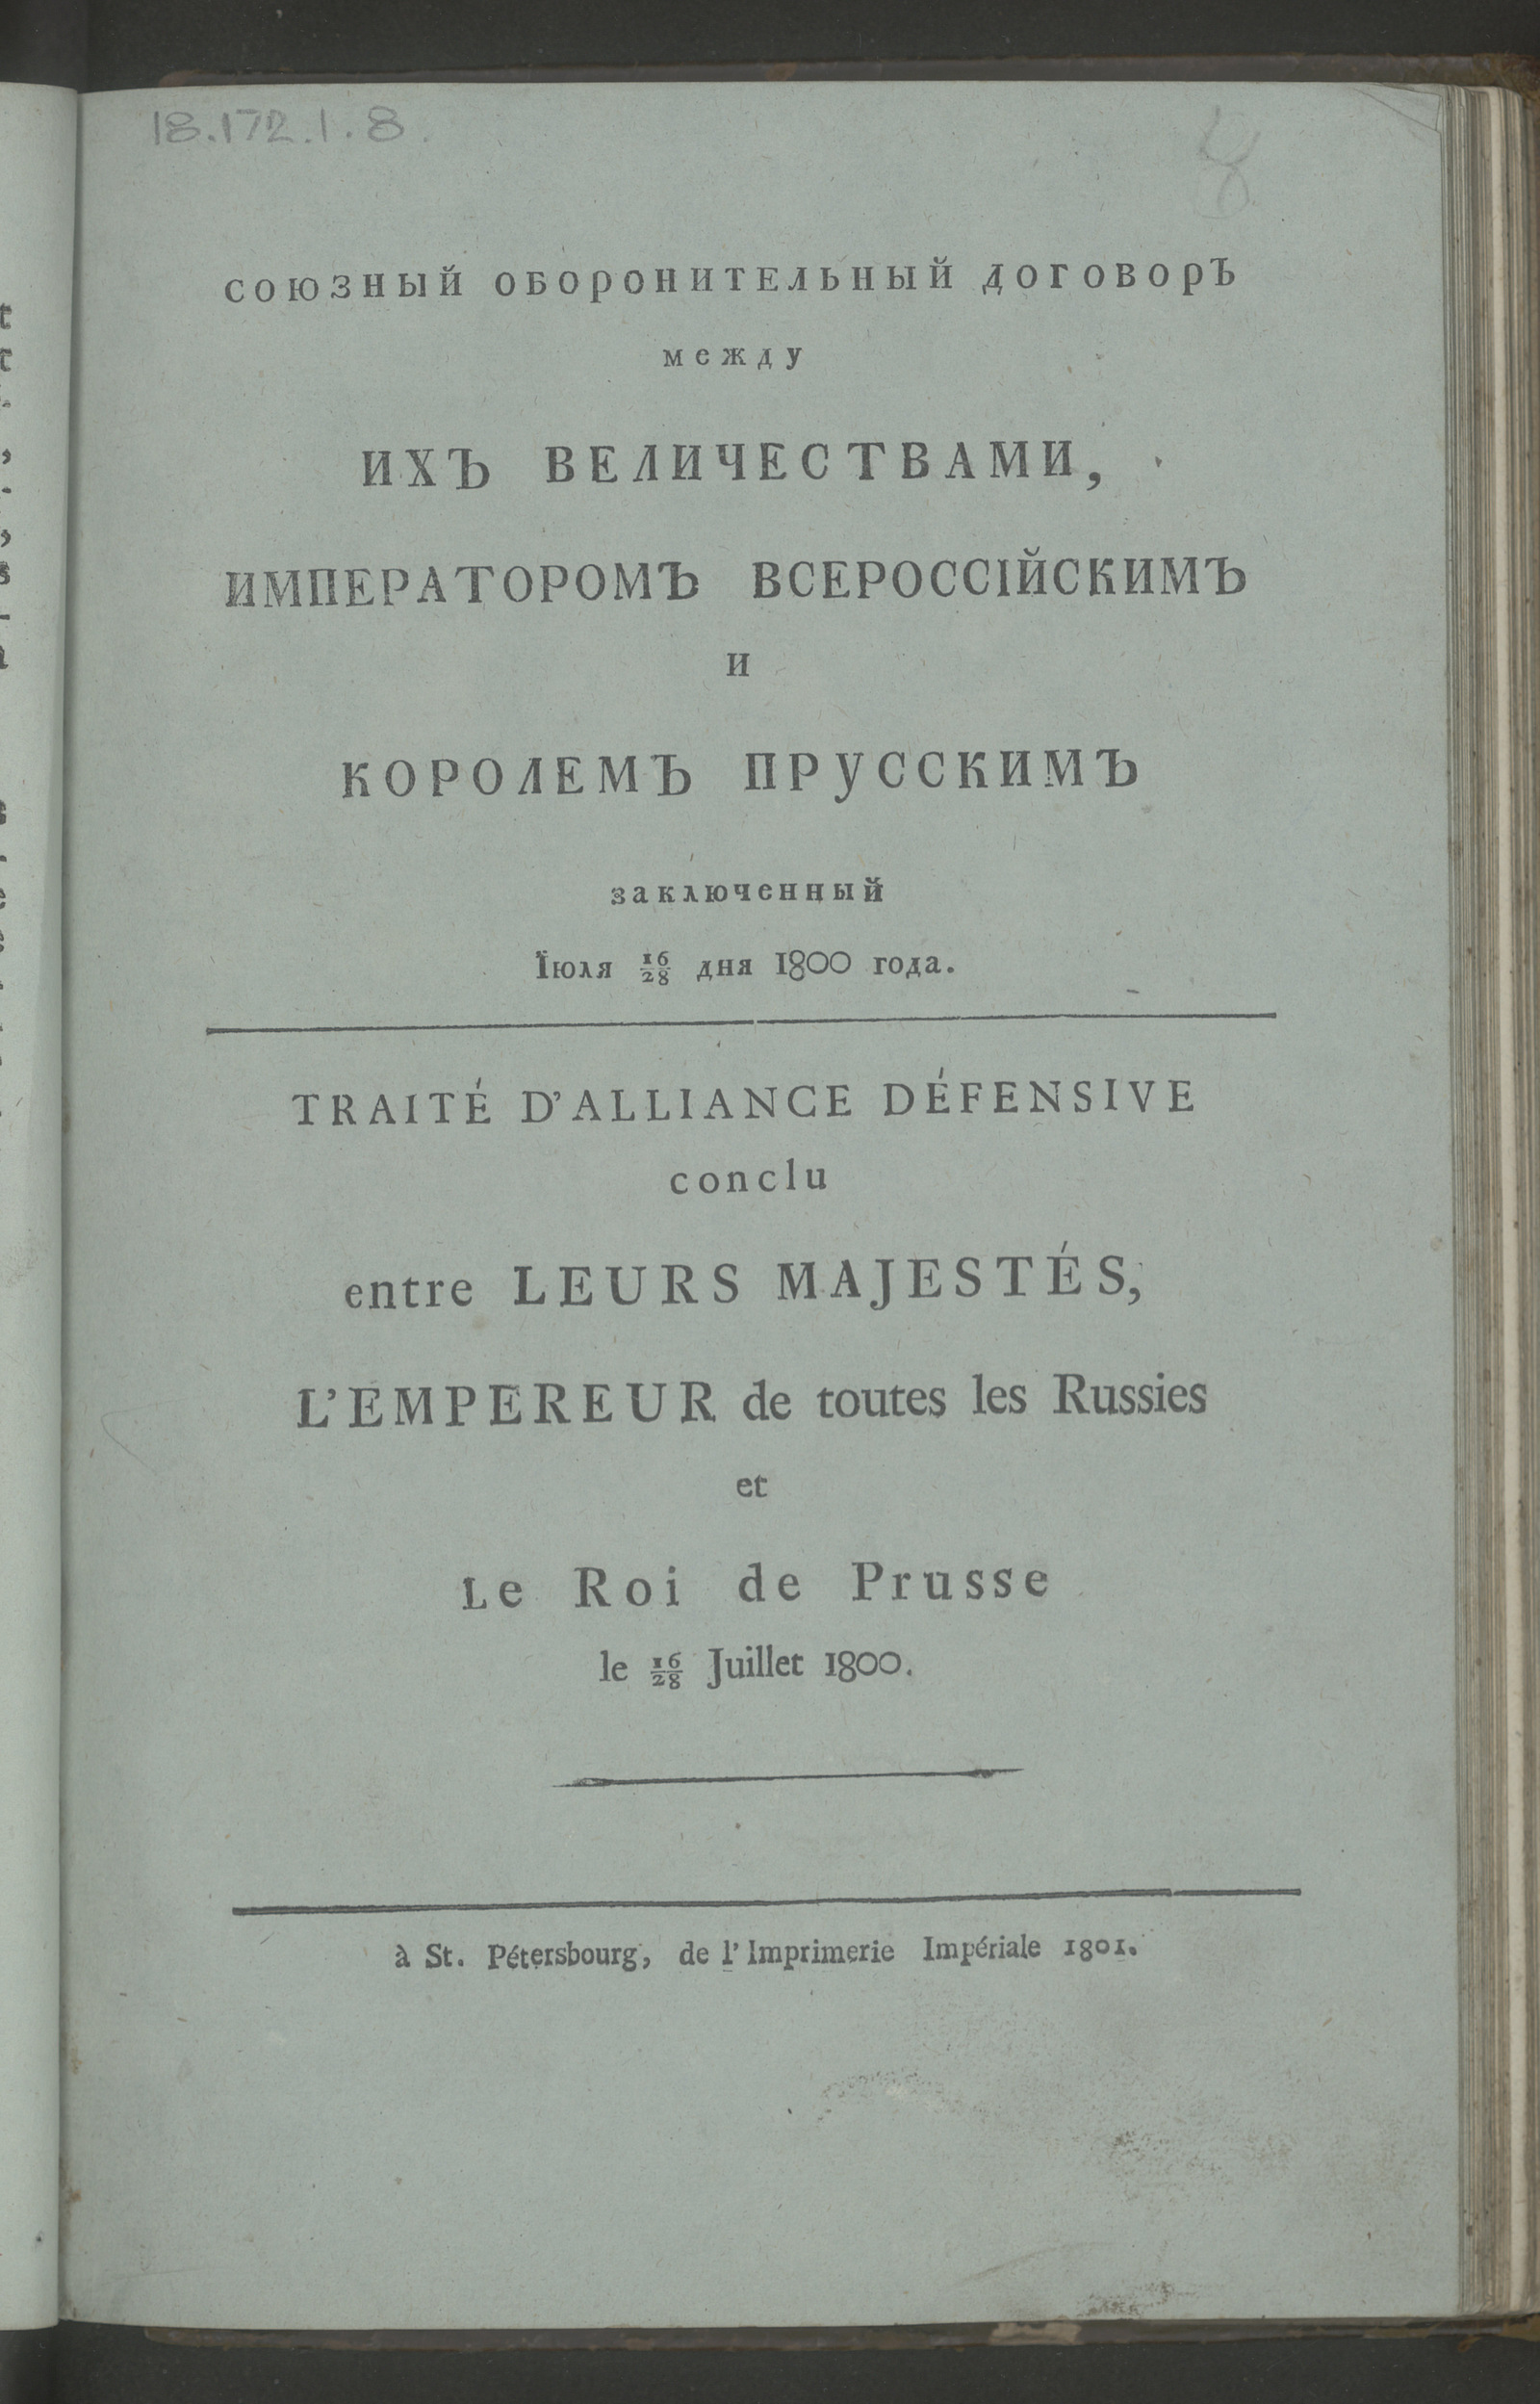 18.172.1.8.
8
СОЮЗНЫЙ ОБОРОНИТЕЛЬНЫЙ ДОГОВОРЪ
между
ИХЪ ВЕЛИЧЕСТВАМИ,
ИМПЕРАТОРОМЪ ВСЕРОССІЙСКИМЪ
И
КОРОЛЕМЪ ПРУССКИМЪ
заключенный
Їюля 16/28 дня 1800 года.
TRAITÉ D'ALLIANCE DÉFENSIVE
conclu
entre LEURS MAJESTÉS,
L'EMPEREUR de toutes les Russies
et
Le Roi de Prusse
le 16/28 Juillet 1800.
à St. Pétersbourg, de l'Imprimerie Impériale 1801.